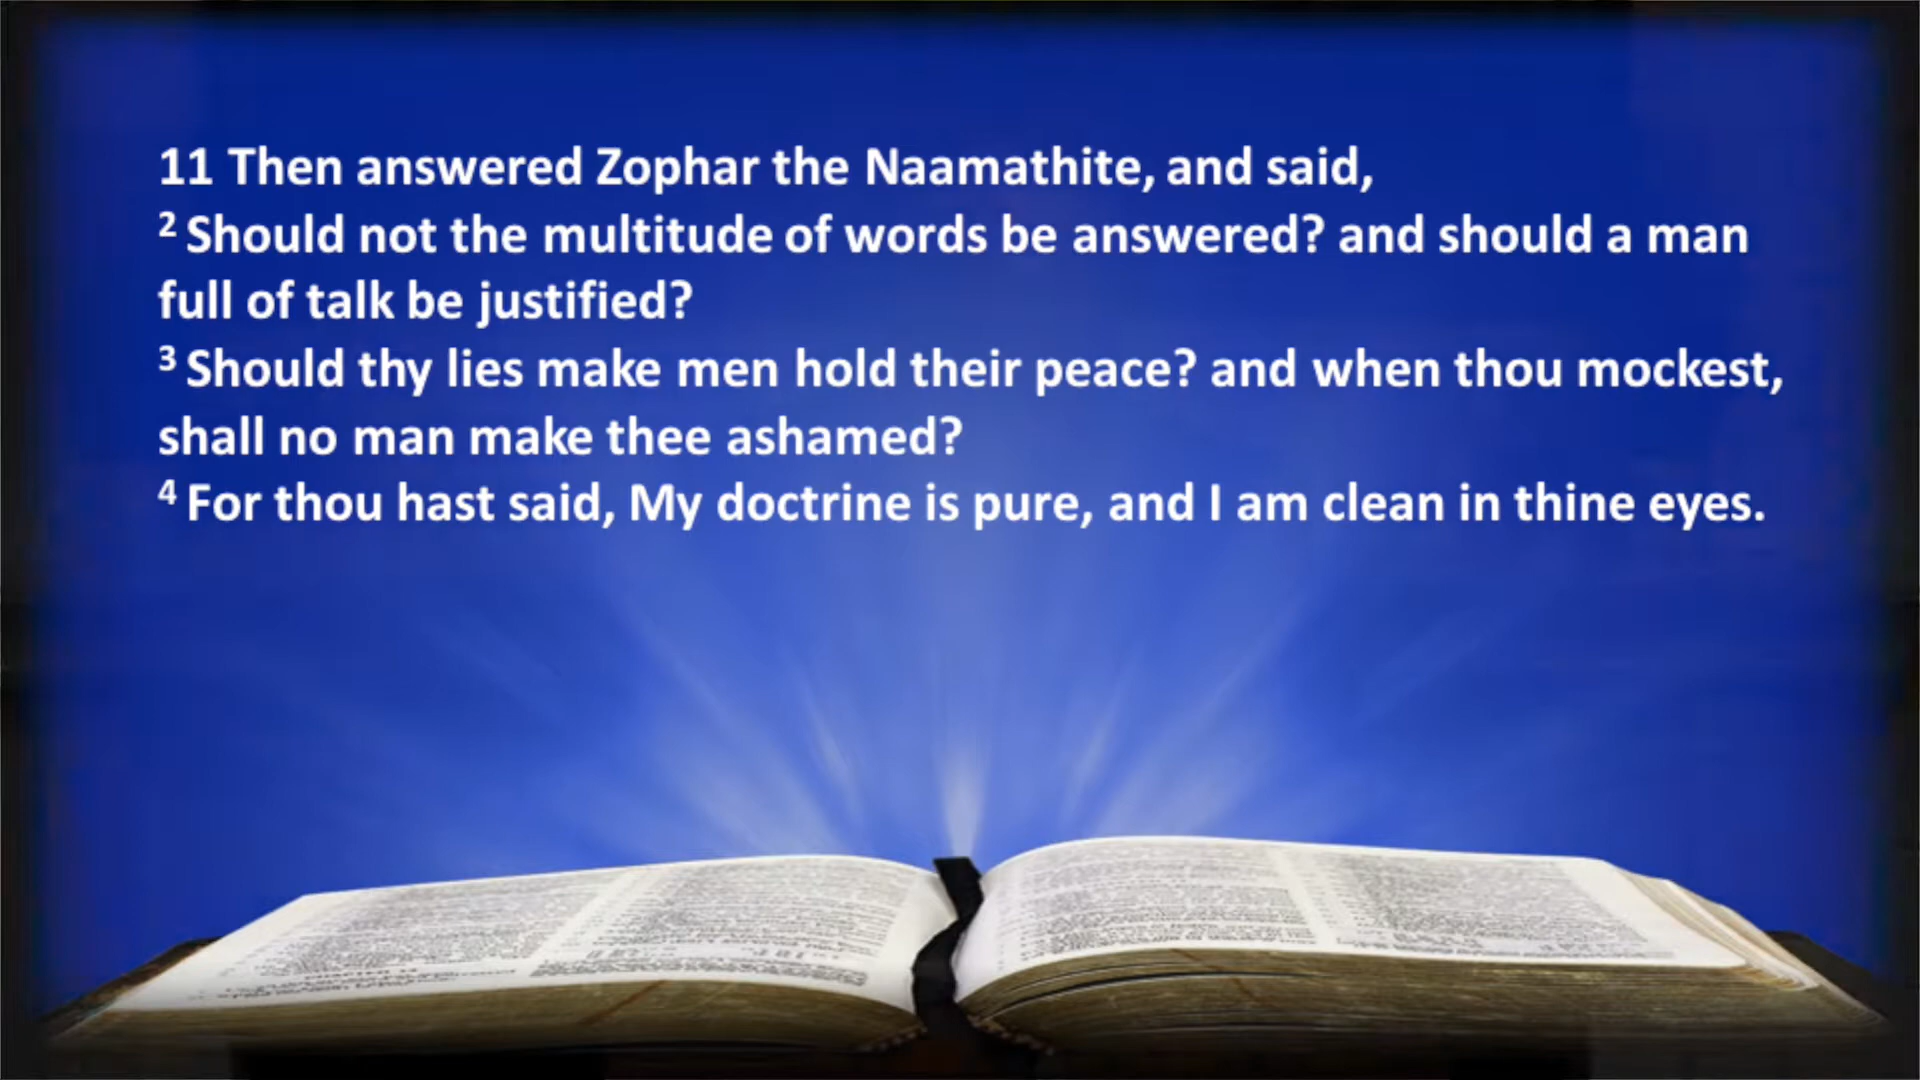 11 Then answered Zophar the Naamathite, and said,
2 Should not the multitude of words be answered? and should a man
full of talk be justified?
3 Should thy lies make men hold their peace? and when thou mockest,
shall no man make thee ashamed?
4 For thou hast said, My doctrine is pure, and I am clean in thine eyes.